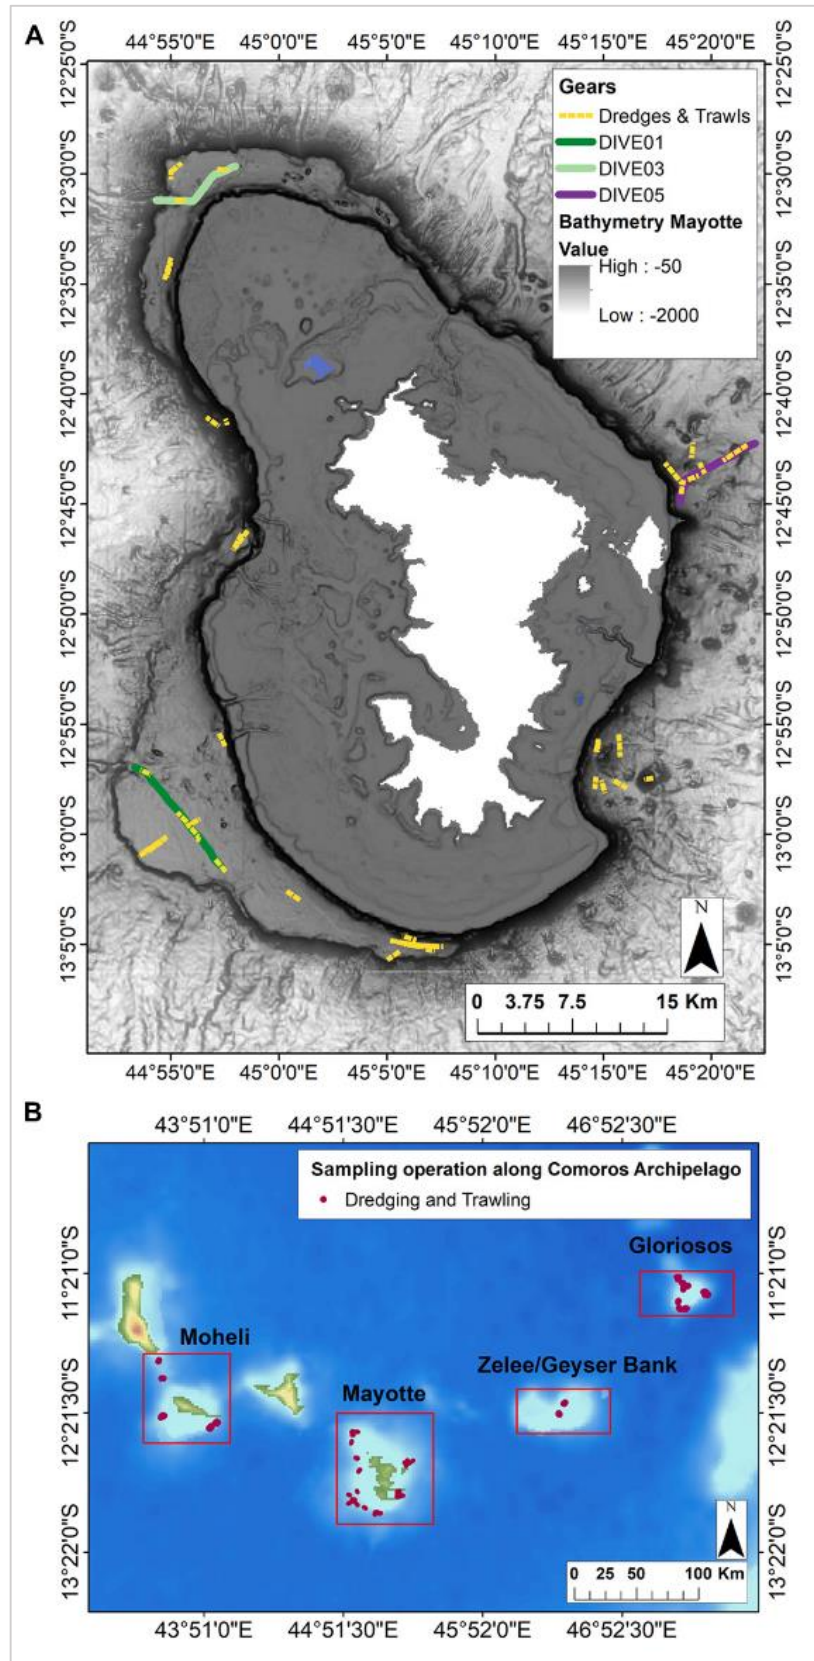 A
44°55'0"E 45°0'0"E 45°5'0"E 45°10'0"E 45°15'0"E 45°20'0"E
12°25'0"S
12°30'0"S
12°35'0"S
12°40'0"S
12°45'0"S
12°50'0"S
12°55'0"S
13°0'0"S
13°5'0"S
Gears
Dredges & Trawls
DIVE01
DIVE03
DIVE05
Bathymetry Mayotte
Value
High : -50
Low : -2000
12°25'0"S
12°30'0"S
12°35'0"S
12°40'0"S
12°45'0"S
12°50'0"S
12°55'0"S
13°0'0"S
13°5'0"S
N
0 3.75 7.5 15 Km
44°55'0"E 45°0'0"E 45°5'0"E 45°10'0"E 45°15'0"E 45°20'0"E
B
43°51'0"E 44°51'30"E 45°52'0"E 46°52'30"E
Sampling operation along Comoros Archipelago
Dredging and Trawling
11°21'0"S
12°21'30"S
13°22'0"S
Gloriosos
Moheli
Zelee/Geyser Bank
Mayotte
11°21'0"S
12°21'30"S
13°22'0"S
N
0 25 50 100 Km
43°51'0"E 44°51'30"E 45°52'0"E 46°52'30"E